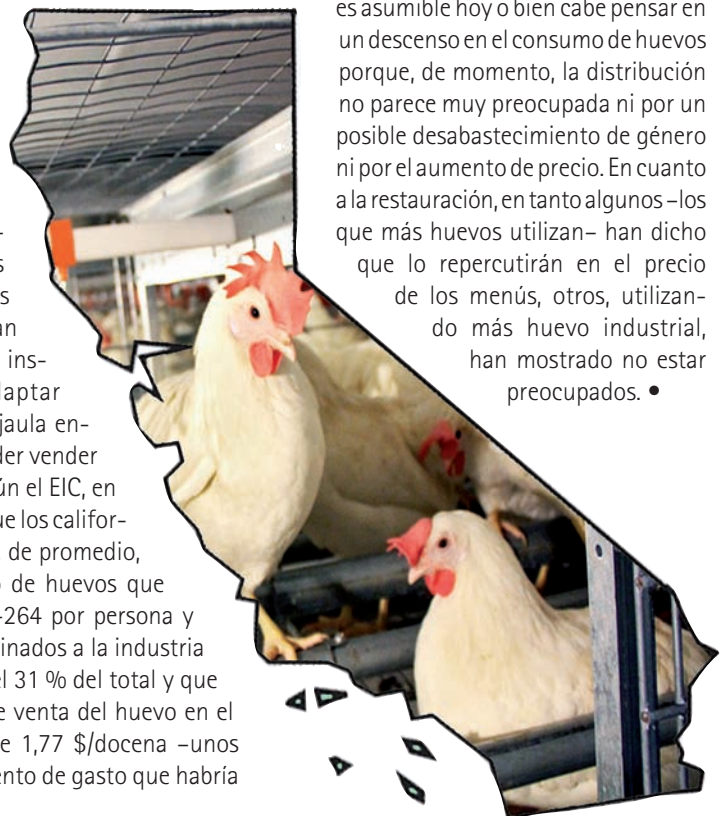 -
s
s
an
ins-
daptar
jaula en-
der vender
ún el EIC, en
ue los califor-
, de promedio,
o de huevos que
–264 por persona y
inados a la industria
el 31 % del total y que
e venta del huevo en el
e 1,77 $/docena –unos
ento de gasto que habría
es asumible hoy o bien cabe pensar en
un descenso en el consumo de huevos
porque, de momento, la distribución
no parece muy preocupada ni por un
posible desabastecimiento de género
ni por el aumento de precio. En cuanto
a la restauración, en tanto algunos –los
que más huevos utilizan– han dicho
que lo repercutirán en el precio
de los menús, otros, utilizan-
do más huevo industrial,
han mostrado no estar
preocupados. •